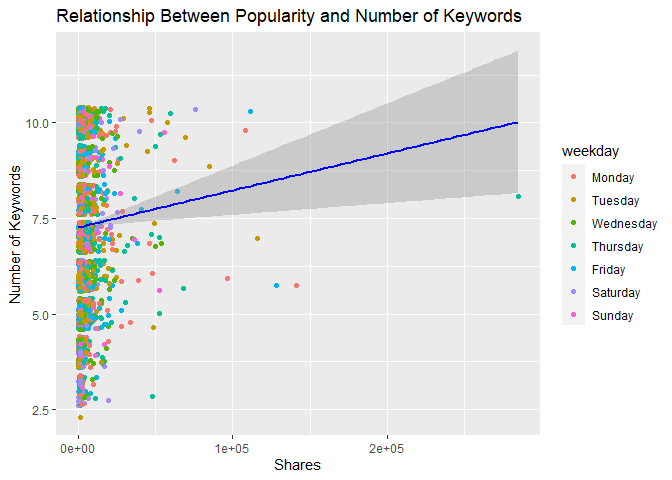 Relationship Between Popularity and Number of Keywords
Number of Keywords
10.0
7.5
5.0
2.5
0e+00
1e+05
2e+05
Shares
weekday
Monday
Tuesday
Wednesday
Thursday
Friday
Saturday
Sunday